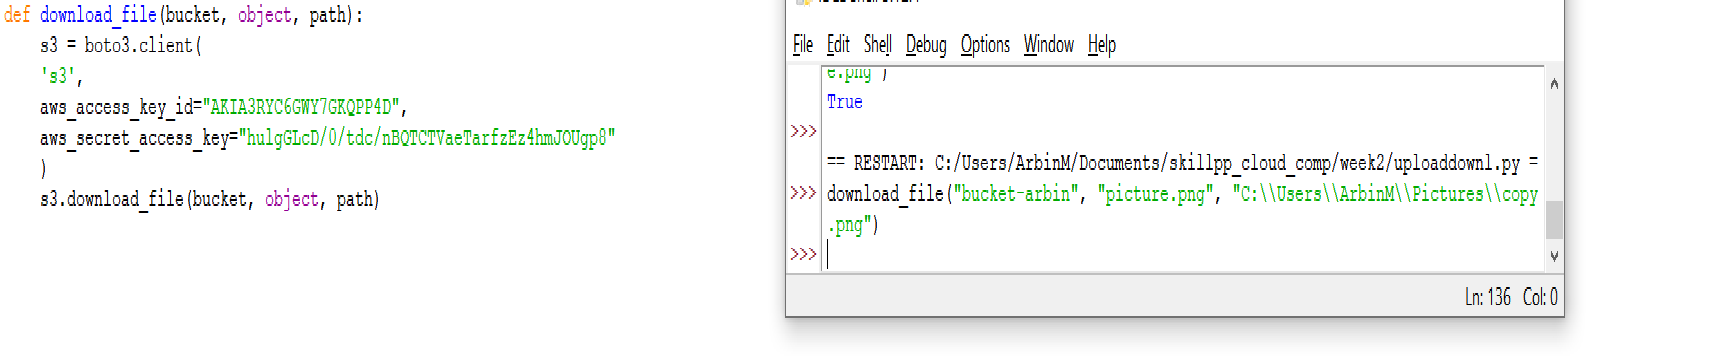 def download_file(bucket, object, path):
s3 = boto3.client(
's3',
aws_access_key_id="AKIA3RYC6GWY7GKQPP4D",
aws_secret_access_key="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"
)
s3.download_file(bucket, object, path)
File Edit Shell Debug Options Window Help
e.png")
True
>>>
== RESTART: C:/Users/ArbinM/Documents/skillpp_cloud_comp/week2/uploaddownl.py =
>>> download_file("bucket-arbin", "picture.png", "C:\\Users\\ArbinM\\Pictures\\copy
.png")
>>>
Ln: 136 Col: 0